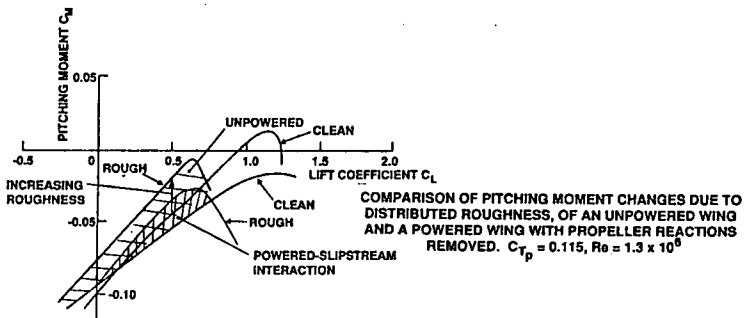 PITCHING MOMENT C_M
0.05
UNPOWERED
CLEAN
-0.5
0
0.5
1.0
1.5
2.0
ROUGH
LIFT COEFFICIENT C_L
INCREASING
ROUGHNESS
CLEAN
-0.05
ROUGH
POWERED-SLIPSTREAM
INTERACTION
-0.10
COMPARISON OF PITCHING MOMENT CHANGES DUE TO
DISTRIBUTED ROUGHNESS, OF AN UNPOWERED WING
AND A POWERED WING WITH PROPELLER REACTIONS
REMOVED. C_Tp = 0.115, Re = 1.3 x 10⁶